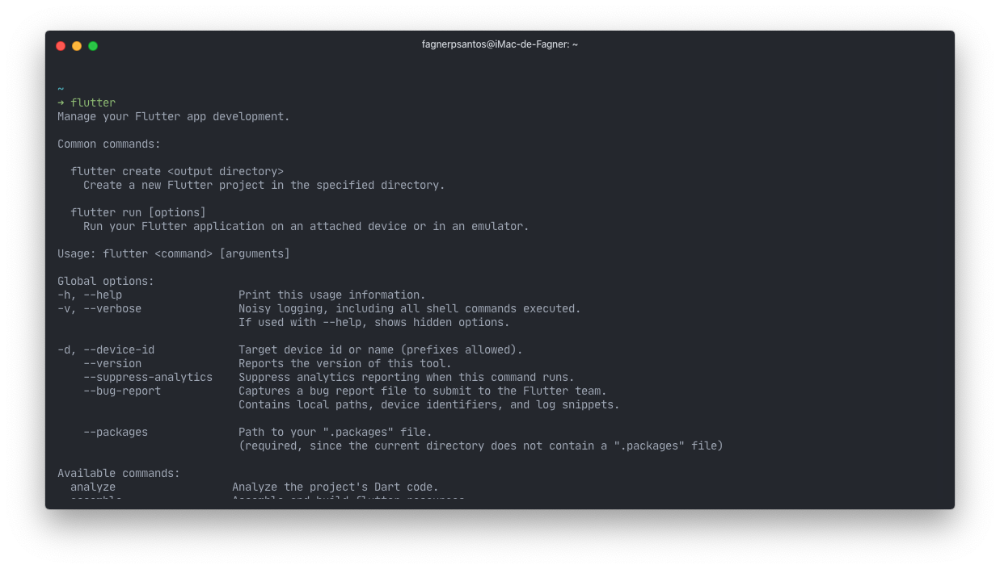 fagnerpsantos@iMac-de-Fagner: ~
~
➜ flutter
Manage your Flutter app development.
Common commands:
flutter create <output directory>
Create a new Flutter project in the specified directory.
flutter run [options]
Run your Flutter application on an attached device or in an emulator.
Usage: flutter <command> [arguments]
Global options:
-h, --help                  Print this usage information.
-v, --verbose               Noisy logging, including all shell commands executed.
                            If used with --help, shows hidden options.
-d, --device-id             Target device id or name (prefixes allowed).
    --version               Reports the version of this tool.
    --suppress-analytics    Suppress analytics reporting when this command runs.
    --bug-report            Captures a bug report file to submit to the Flutter team.
                            Contains local paths, device identifiers, and log snippets.
    --packages              Path to your ".packages" file.
                            (required, since the current directory does not contain a ".packages" file)
Available commands:
  analyze                  Analyze the project's Dart code.